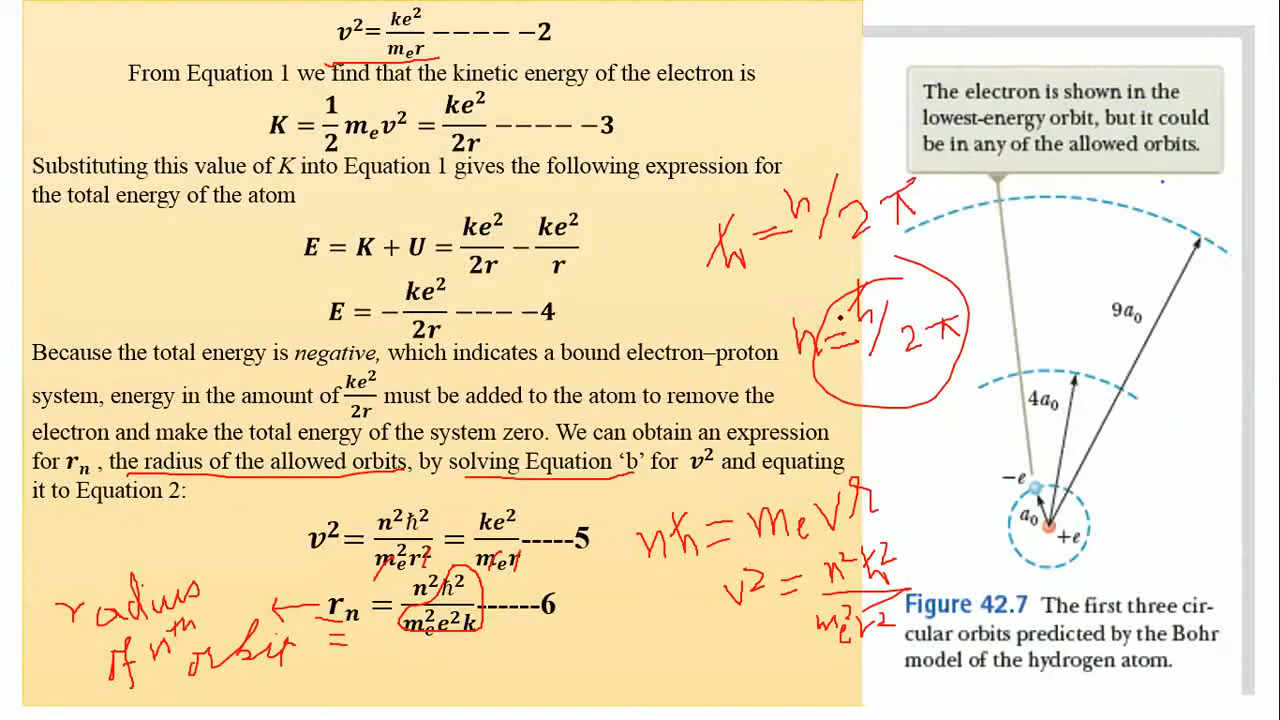 v² = ke²/mₑr ----- -2
From Equation 1 we find that the kinetic energy of the electron is
K = 1/2 mₑv² = ke²/2r ----- -3
Substituting this value of K into Equation 1 gives the following expression for
the total energy of the atom
E = K + U = ke²/2r − ke²/r
E = −ke²/2r ---- -4
Because the total energy is negative, which indicates a bound electron–proton
system, energy in the amount of ke²/2r must be added to the atom to remove the
electron and make the total energy of the system zero. We can obtain an expression
for rₙ , the radius of the allowed orbits, by solving Equation ‘b’ for v² and equating
it to Equation 2:
v² = n²ℏ²/mₑ²r² = ke²/mₑr -----5
rₙ = n²ℏ²/mₑ²e²k ------6
radius
of nth
orbit
ℏ = h/2π
h = ℏ/2π
nℏ = mₑvr
v² = n²ℏ²/mₑ²r²
The electron is shown in the
lowest-energy orbit, but it could
be in any of the allowed orbits.
9a₀
4a₀
−e
a₀
+e
Figure 42.7 The first three cir-
cular orbits predicted by the Bohr
model of the hydrogen atom.